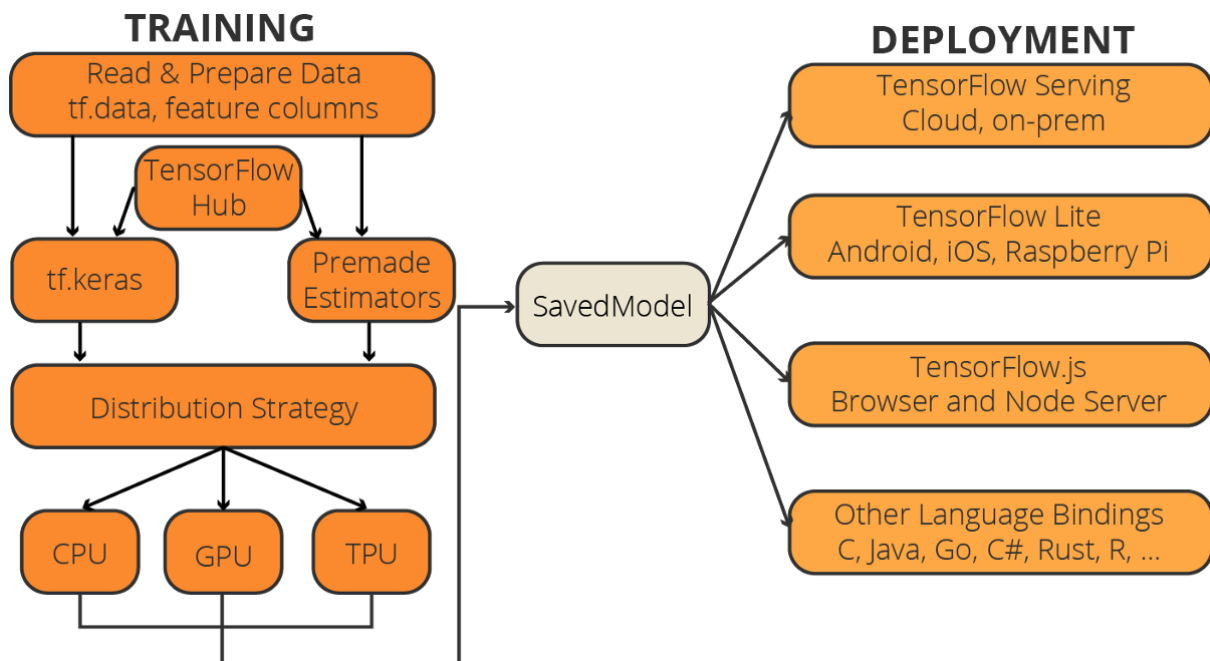 TRAINING
Read & Prepare Data
tf.data, feature columns
TensorFlow
Hub
tf.keras
Premade
Estimators
Distribution Strategy
CPU
GPU
TPU
SavedModel
DEPLOYMENT
TensorFlow Serving
Cloud, on-prem
TensorFlow Lite
Android, iOS, Raspberry Pi
TensorFlow.js
Browser and Node Server
Other Language Bindings
C, Java, Go, C#, Rust, R, ...